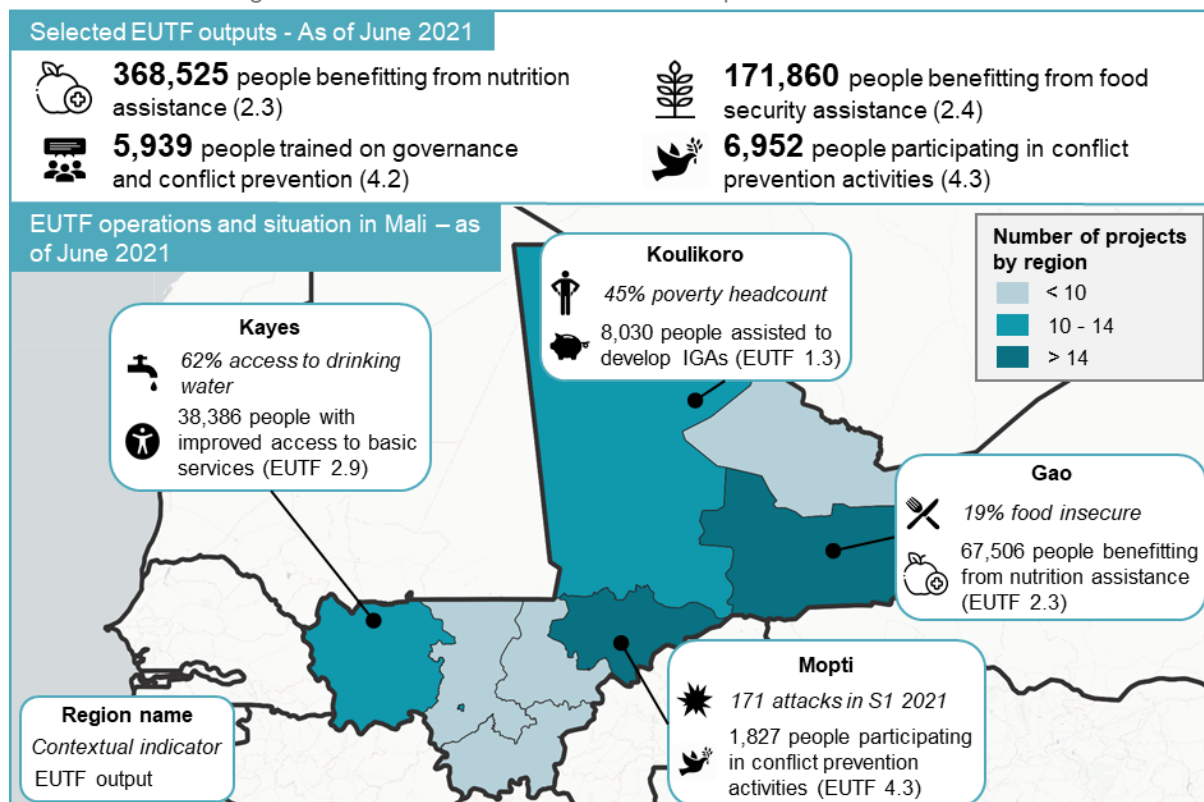 Selected EUTF outputs - As of June 2021
368,525 people benefitting from nutrition
assistance (2.3)
171,860 people benefitting from food
security assistance (2.4)
5,939 people trained on governance
and conflict prevention (4.2)
6,952 people participating in conflict
prevention activities (4.3)
EUTF operations and situation in Mali – as
of June 2021
Number of projects
by region
< 10
10 - 14
> 14
Koulikoro
45% poverty headcount
8,030 people assisted to
develop IGAs (EUTF 1.3)
Kayes
62% access to drinking
water
38,386 people with
improved access to basic
services (EUTF 2.9)
Gao
19% food insecure
67,506 people benefitting
from nutrition assistance
(EUTF 2.3)
Mopti
171 attacks in S1 2021
1,827 people participating
in conflict prevention
activities (EUTF 4.3)
Region name
Contextual indicator
EUTF output